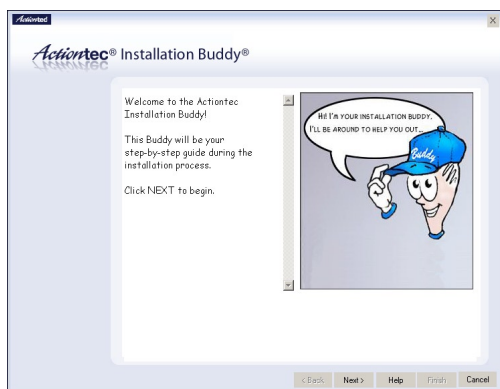 Actiontec
Actiontec® Installation Buddy®
Welcome to the Actiontec
Installation Buddy!
This Buddy will be your
step-by-step guide during the
installation process.
Click NEXT to begin.
Hi! I'm your installation buddy,
I'll be around to help you out...
Buddy
< Back Next > Help Finish Cancel